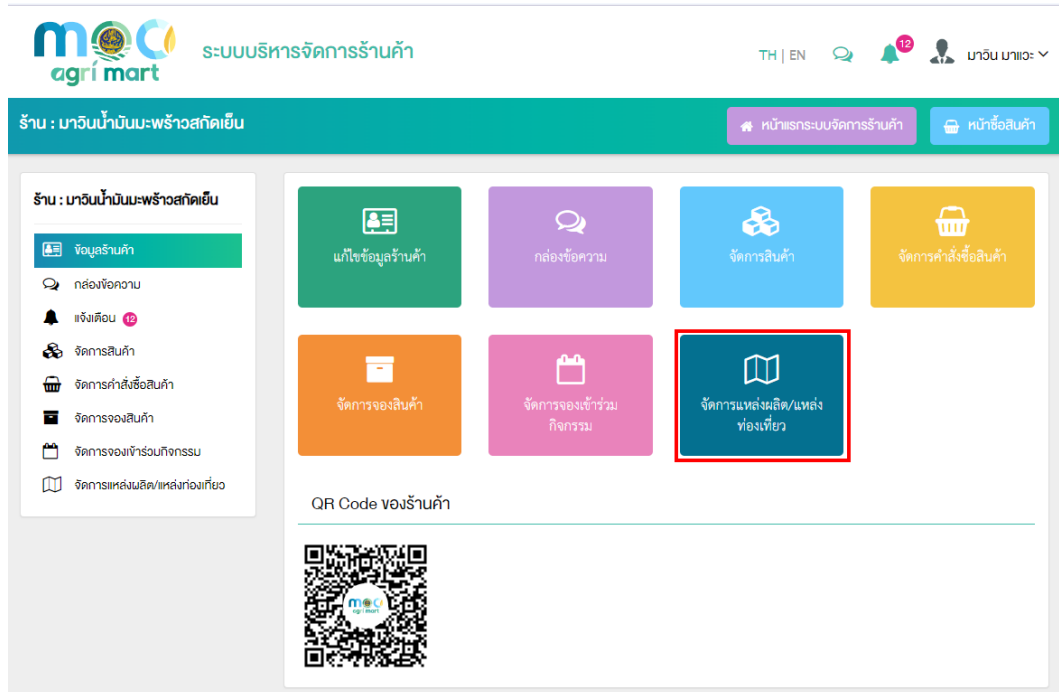 moc
agri mart
ระบบบริหารจัดการร้านค้า
TH | EN
12
มาวิน มาแวะ
ร้าน : มาวินน้ำมันมะพร้าวสกัดเย็น
หน้าแรกระบบจัดการร้านค้า
หน้าซื้อสินค้า
ร้าน : มาวินน้ำมันมะพร้าวสกัดเย็น
ข้อมูลร้านค้า
กล่องข้อความ
แจ้งเตือน 12
จัดการสินค้า
จัดการคำสั่งซื้อสินค้า
จัดการจองสินค้า
จัดการจองเข้าร่วมกิจกรรม
จัดการแหล่งผลิต/แหล่งท่องเที่ยว
แก้ไขข้อมูลร้านค้า
กล่องข้อความ
จัดการสินค้า
จัดการคำสั่งซื้อสินค้า
จัดการจองสินค้า
จัดการจองเข้าร่วม
กิจกรรม
จัดการแหล่งผลิต/แหล่ง
ท่องเที่ยว
QR Code ของร้านค้า
moc
agri mart